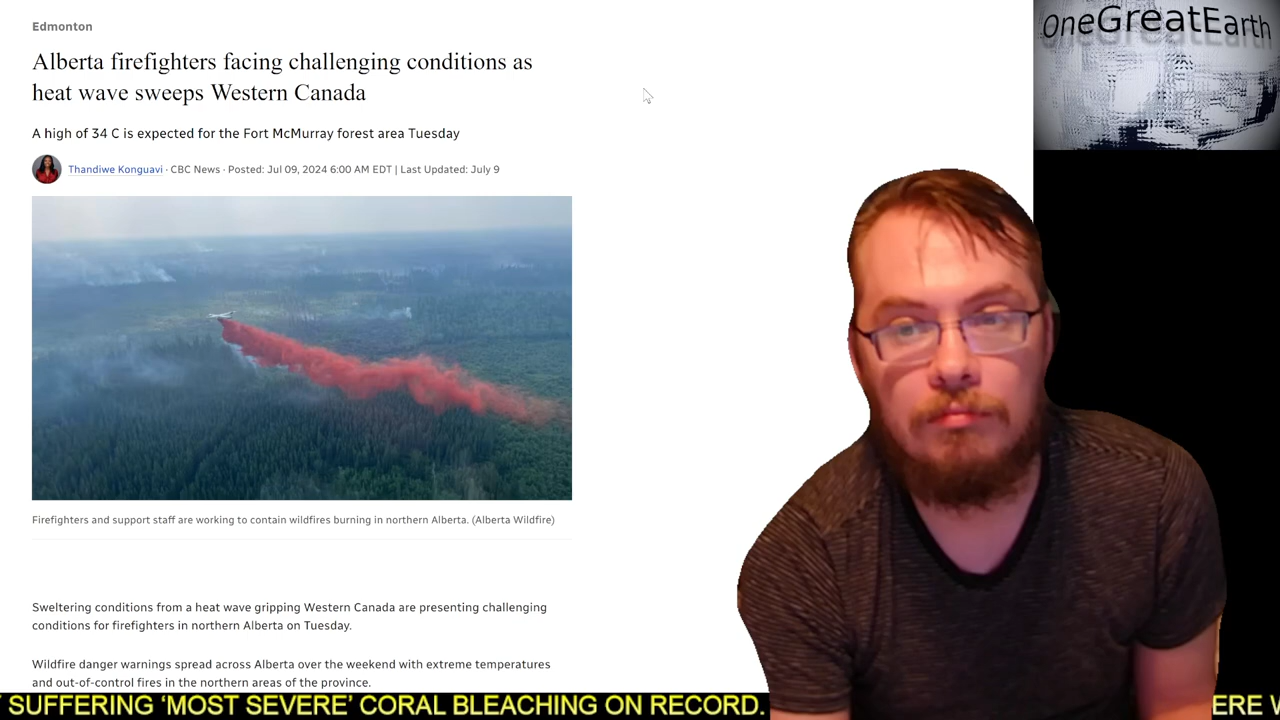 Edmonton
OneGreatEarth
Alberta firefighters facing challenging conditions as
heat wave sweeps Western Canada
A high of 34 C is expected for the Fort McMurray forest area Tuesday
Thandiwe Konguavi · CBC News · Posted: Jul 09, 2024 6:00 AM EDT | Last Updated: July 9
Firefighters and support staff are working to contain wildfires burning in northern Alberta. (Alberta Wildfire)
Sweltering conditions from a heat wave gripping Western Canada are presenting challenging
conditions for firefighters in northern Alberta on Tuesday.
Wildfire danger warnings spread across Alberta over the weekend with extreme temperatures
and out-of-control fires in the northern areas of the province.
SUFFERING ‘MOST SEVERE’ CORAL BLEACHING ON RECORD. ERE